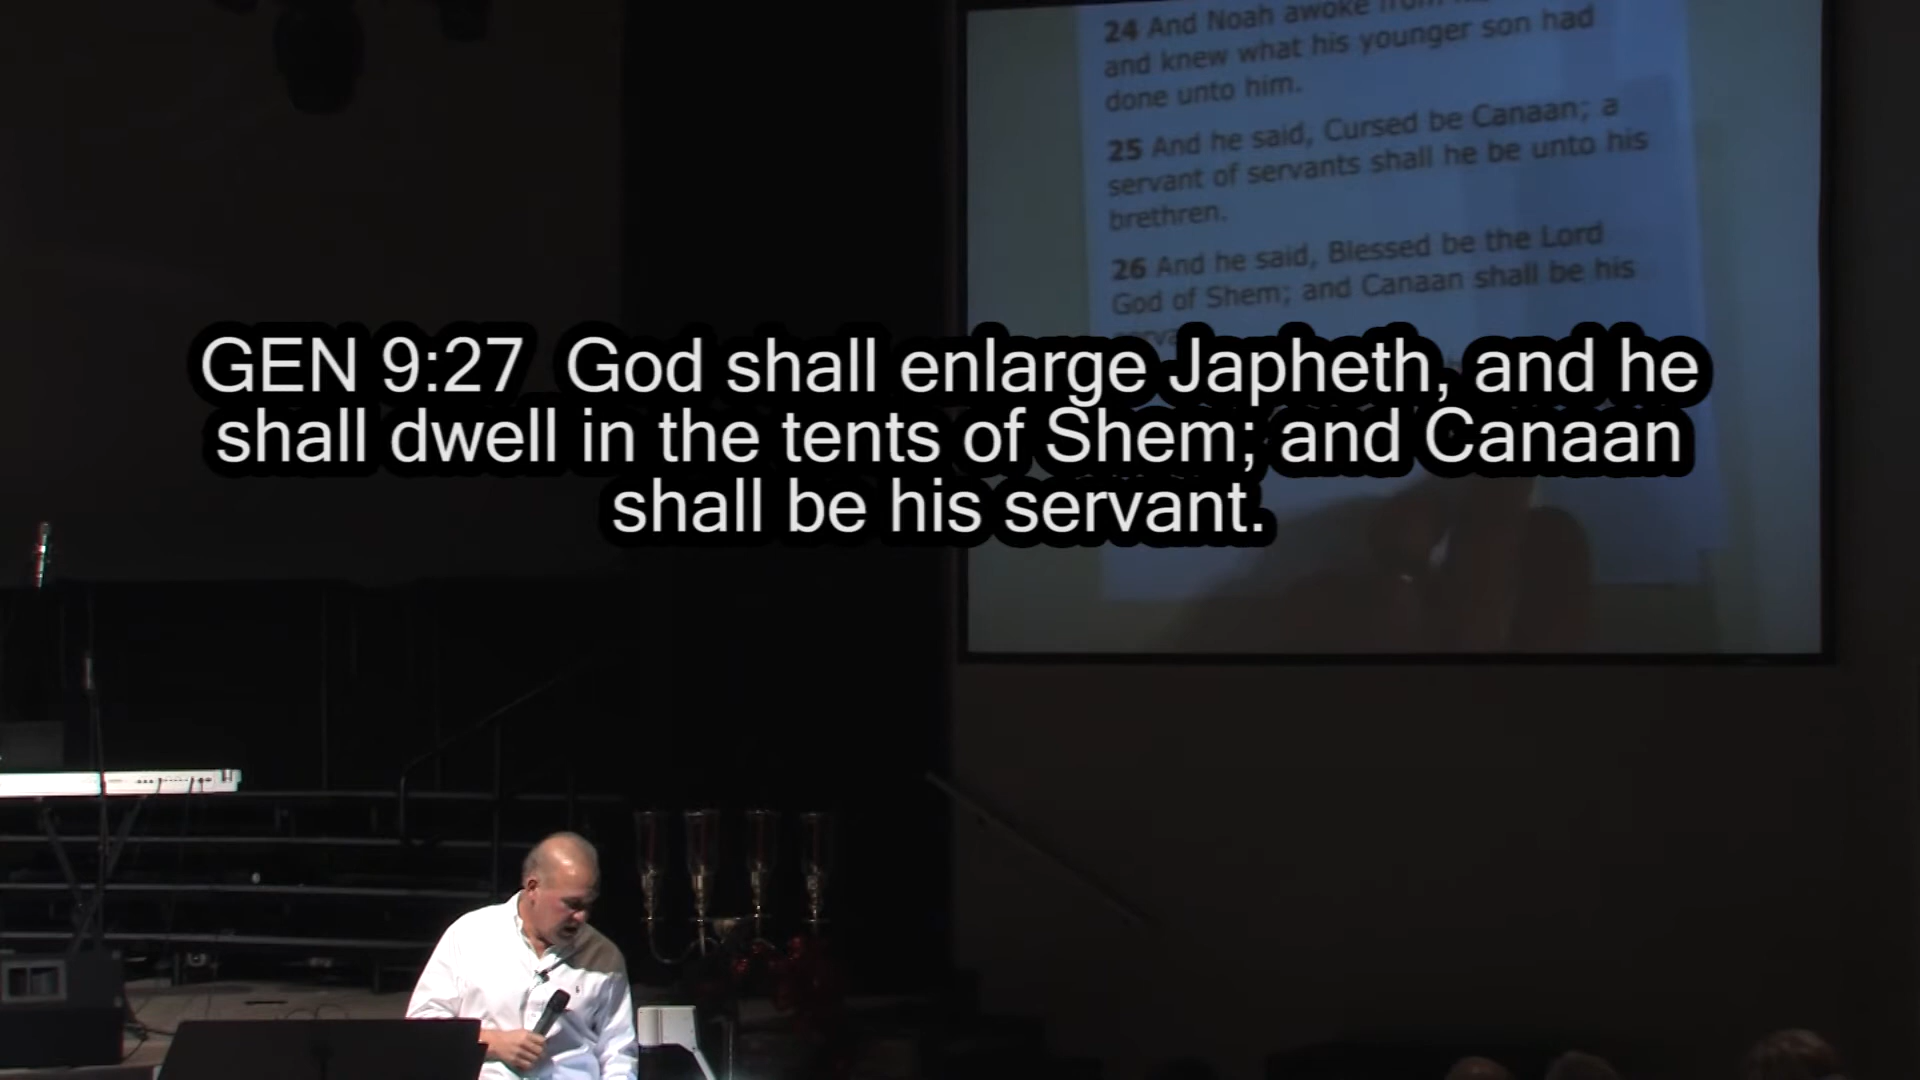 24 And Noah awoke
and knew what his younger son had
done unto him.
25 And he said, Cursed be Canaan; a
servant of servants shall he be unto his
brethren.
26 And he said, Blessed be the Lord
God of Shem; and Canaan shall be his
GEN 9:27 God shall enlarge Japheth, and he
shall dwell in the tents of Shem; and Canaan
shall be his servant.